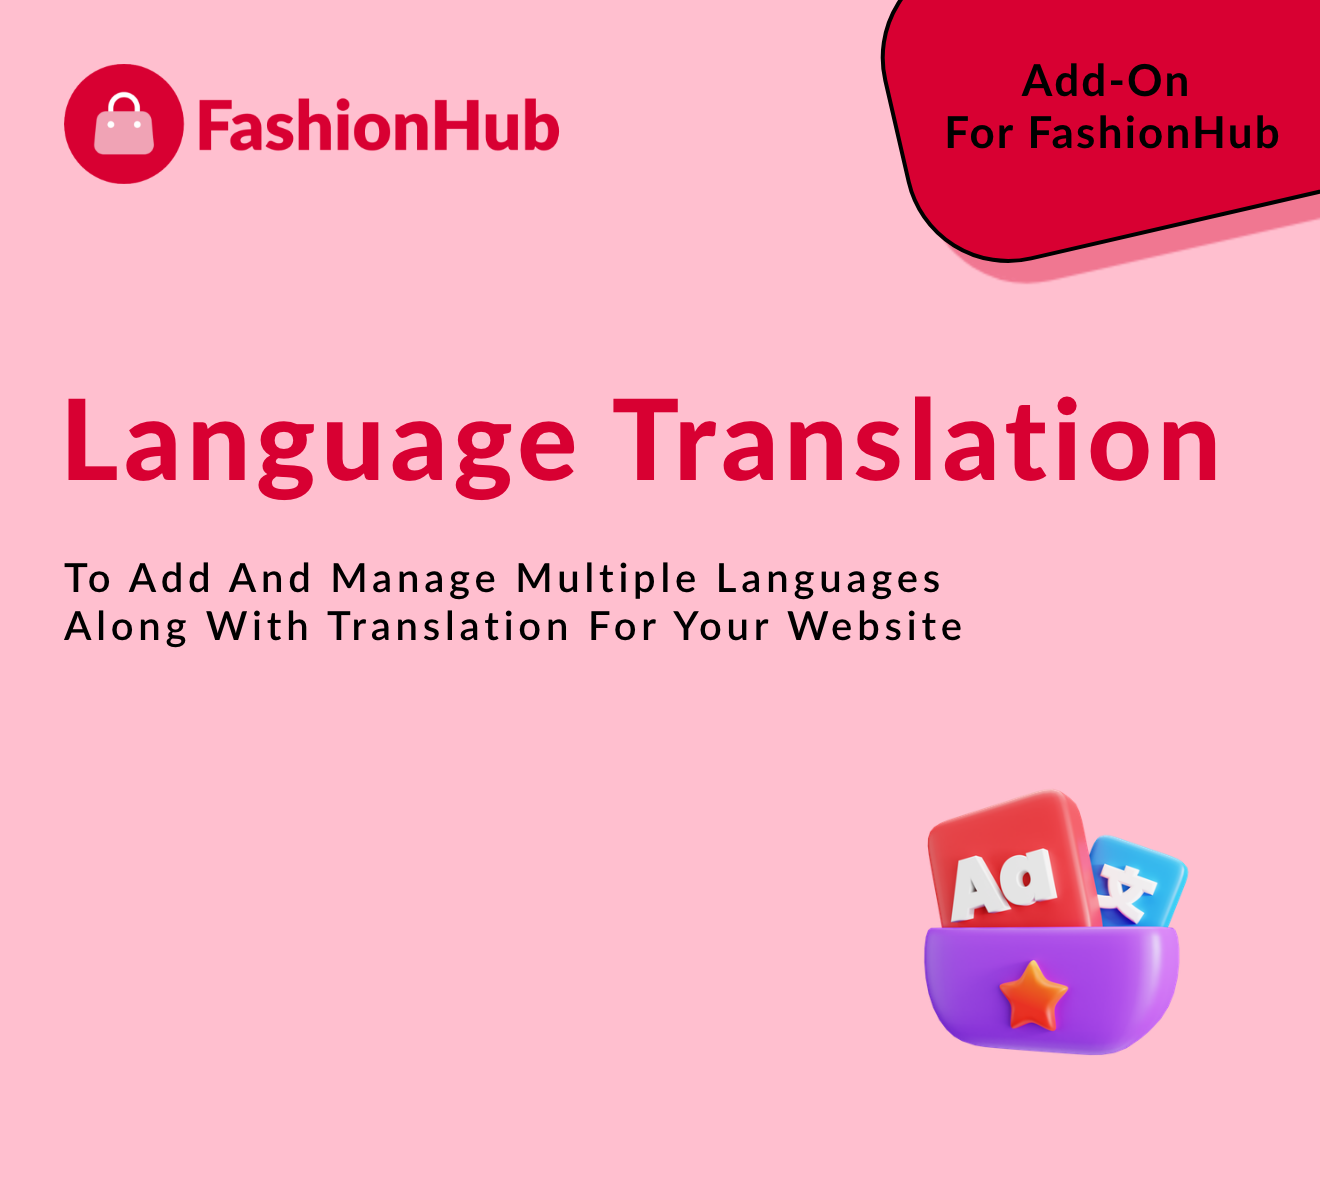 FashionHub
Add-On
For FashionHub
Language Translation
To Add And Manage Multiple Languages
Along With Translation For Your Website
Aa
文